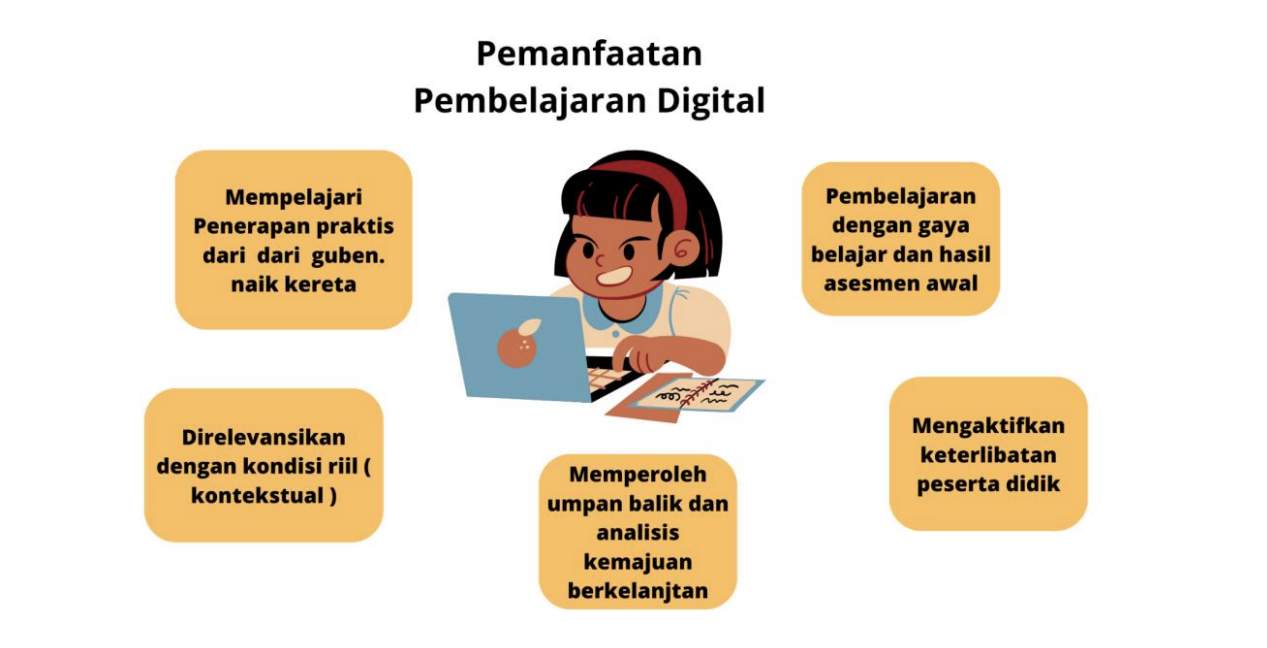 Pemanfaatan
Pembelajaran Digital
Mempelajari
Penerapan praktis
dari dari guben.
naik kereta
Pembelajaran
dengan gaya
belajar dan hasil
asesmen awal
Direlevansikan
dengan kondisi riil (
kontekstual )
Memperoleh
umpan balik dan
analisis
kemajuan
berkelanjtan
Mengaktifkan
keterlibatan
peserta didik